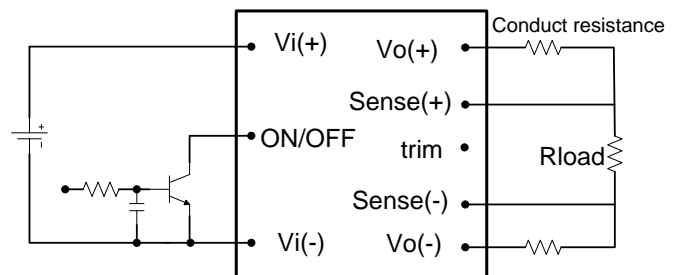 Conduct resistance
Vi(+)
Vo(+)
+
-
Sense(+)
ON/OFF
trim
Rload
Sense(-)
Vi(-)
Vo(-)